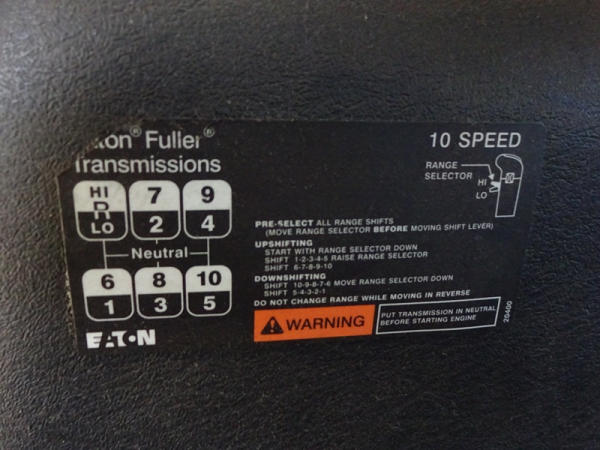 Fuller®
Transmissions
10 SPEED
RANGE
SELECTOR
HI
LO
HI
R
LO
7
2
9
4
Neutral
6
1
8
3
10
5
PRE-SELECT ALL RANGE SHIFTS
(MOVE RANGE SELECTOR BEFORE MOVING SHIFT LEVER)
UPSHIFTING
START WITH RANGE SELECTOR DOWN
SHIFT 1-2-3-4-5 RAISE RANGE SELECTOR
SHIFT 6-7-8-9-10
DOWNSHIFTING
SHIFT 10-9-8-7-6 MOVE RANGE SELECTOR DOWN
SHIFT 5-4-3-2-1
DO NOT CHANGE RANGE WHILE MOVING IN REVERSE
WARNING
PUT TRANSMISSION IN NEUTRAL
BEFORE STARTING ENGINE
EATON
20400